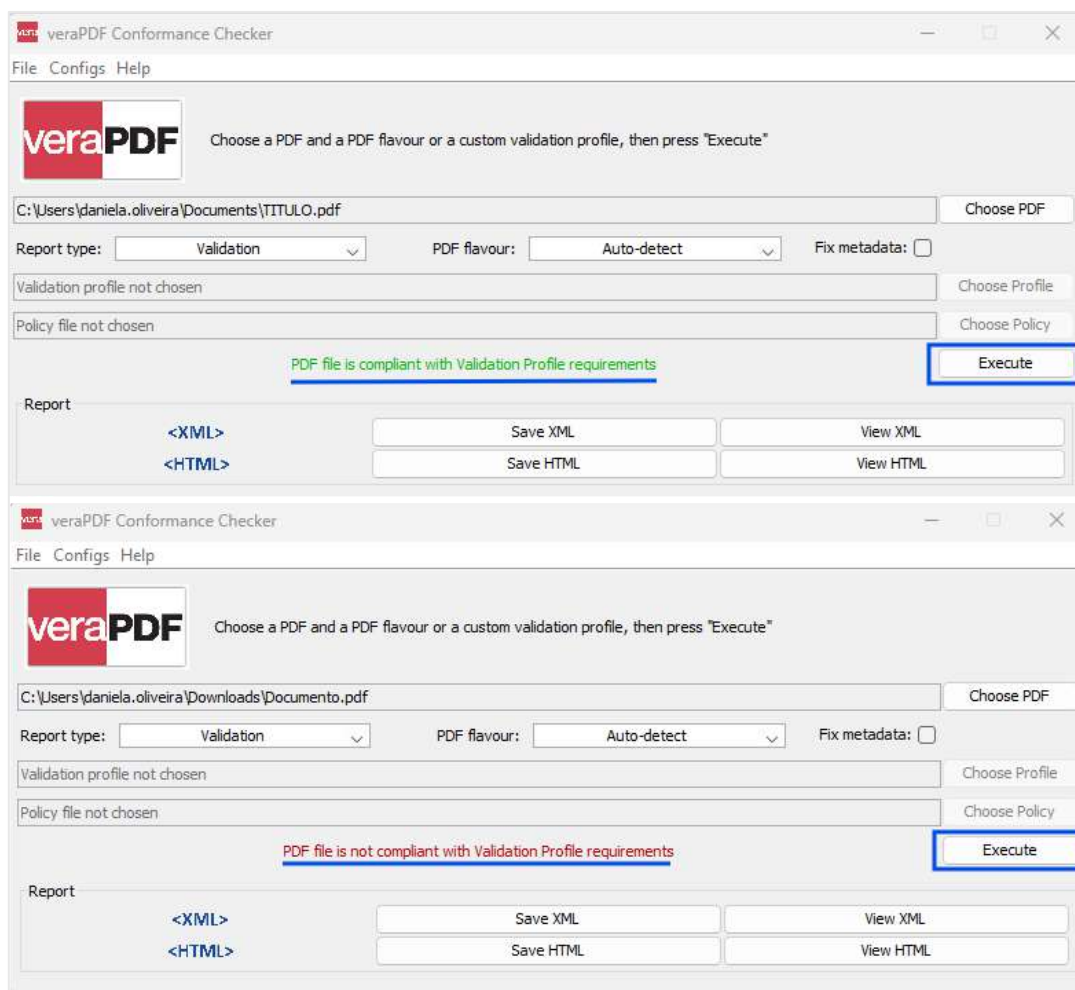 vera veraPDF Conformance Checker
File Configs Help
veraPDF Choose a PDF and a PDF flavour or a custom validation profile, then press "Execute"
C:\Users\daniela.oliveira\Documents\TITULO.pdf Choose PDF
Report type: Validation PDF flavour: Auto-detect Fix metadata:
Validation profile not chosen Choose Profile
Policy file not chosen Choose Policy
PDF file is compliant with Validation Profile requirements Execute
Report
<XML> Save XML View XML
<HTML> Save HTML View HTML
vera veraPDF Conformance Checker
File Configs Help
veraPDF Choose a PDF and a PDF flavour or a custom validation profile, then press "Execute"
C:\Users\daniela.oliveira\Downloads\Documento.pdf Choose PDF
Report type: Validation PDF flavour: Auto-detect Fix metadata:
Validation profile not chosen Choose Profile
Policy file not chosen Choose Policy
PDF file is not compliant with Validation Profile requirements Execute
Report
<XML> Save XML View XML
<HTML> Save HTML View HTML